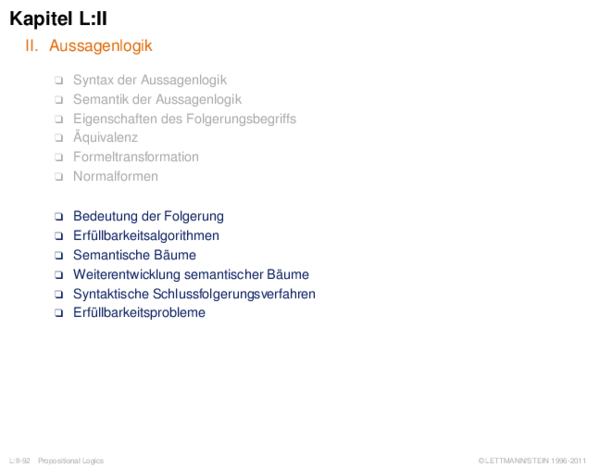 Kapitel L:II
II. Aussagenlogik
❑ Syntax der Aussagenlogik
❑ Semantik der Aussagenlogik
❑ Eigenschaften des Folgerungsbegriffs
❑ Äquivalenz
❑ Formeltransformation
❑ Normalformen
❑ Bedeutung der Folgerung
❑ Erfüllbarkeitsalgorithmen
❑ Semantische Bäume
❑ Weiterentwicklung semantischer Bäume
❑ Syntaktische Schlussfolgerungsverfahren
❑ Erfüllbarkeitsprobleme
L:II-92 Propositional Logics ©LETTMANN/STEIN 1996-2011